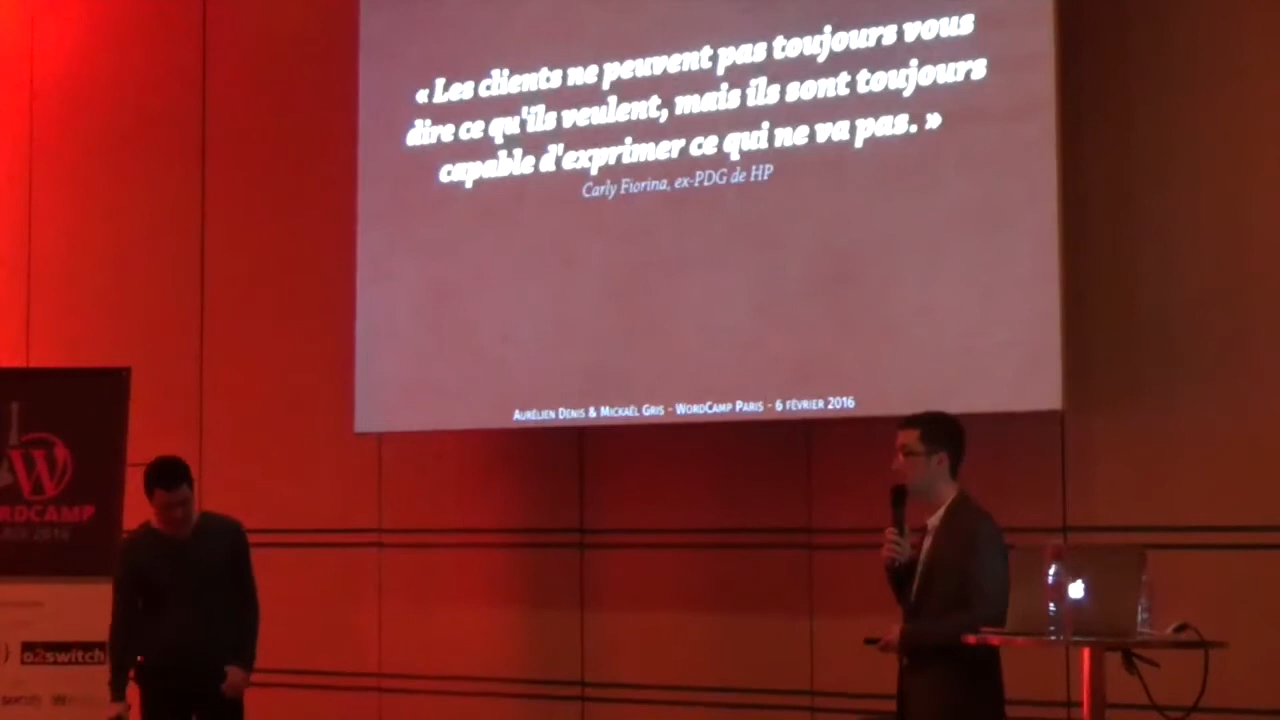 « Les clients ne peuvent pas toujours vous
dire ce qu'ils veulent, mais ils sont toujours
capable d'exprimer ce qui ne va pas. »
Carly Fiorina, ex-PDG de HP
Aurélien Denis & Mickaël Gris - WordCamp Paris - 6 février 2016
W
RDCAMP
2016
o2switch